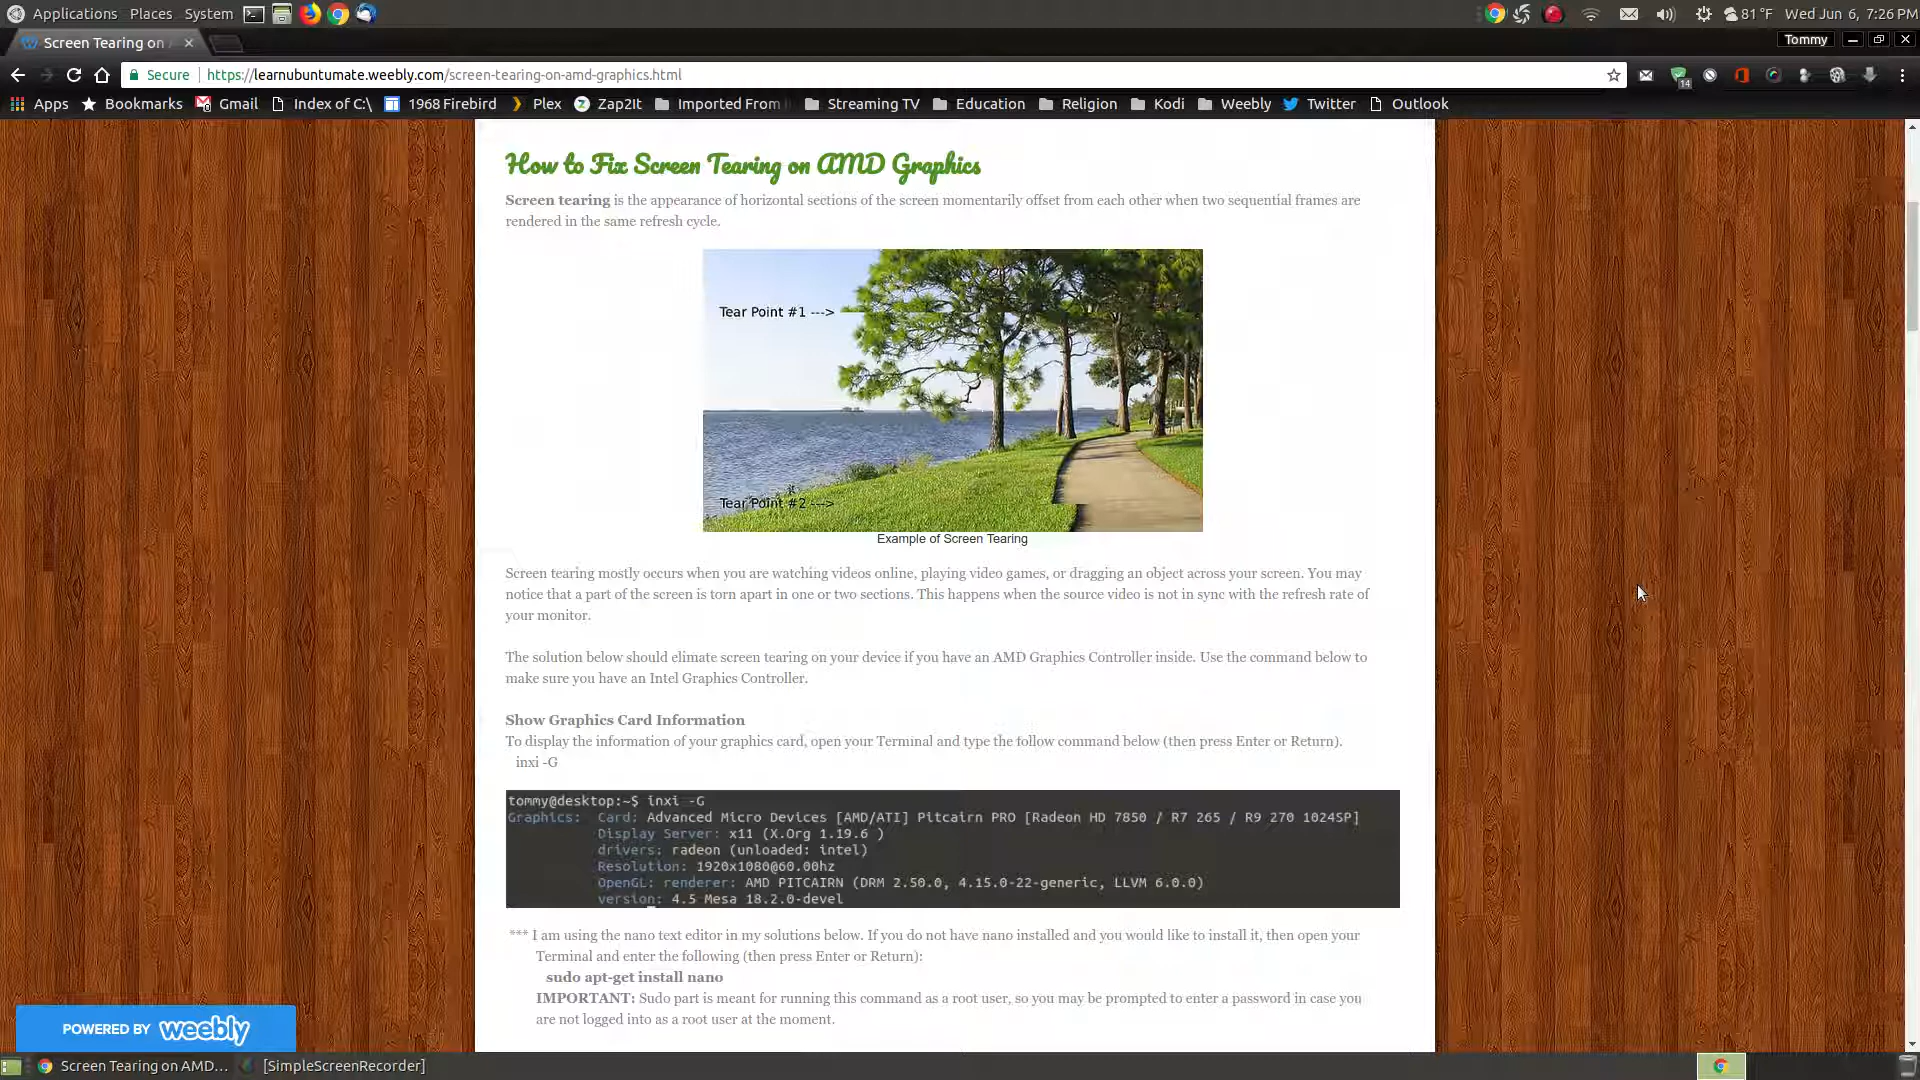 Applications Places System
81 °F Wed Jun 6, 7:26 PM
Screen Tearing on
Tommy
Secure https://learnubuntumate.weebly.com/screen-tearing-on-amd-graphics.html
14
Apps Bookmarks Gmail Index of C:\ 1968 Firebird Plex Zap2It Imported From Streaming TV Education Religion Kodi Weebly Twitter Outlook
How to Fix Screen Tearing on AMD Graphics
Screen tearing is the appearance of horizontal sections of the screen momentarily offset from each other when two sequential frames are
rendered in the same refresh cycle.
Tear Point #1 --->
Tear Point #2 --->
Example of Screen Tearing
Screen tearing mostly occurs when you are watching videos online, playing video games, or dragging an object across your screen. You may
notice that a part of the screen is torn apart in one or two sections. This happens when the source video is not in sync with the refresh rate of
your monitor.
The solution below should elimate screen tearing on your device if you have an AMD Graphics Controller inside. Use the command below to
make sure you have an Intel Graphics Controller.
Show Graphics Card Information
To display the information of your graphics card, open your Terminal and type the follow command below (then press Enter or Return).
inxi -G
tommy@desktop:~$ inxi -G
Graphics: Card: Advanced Micro Devices [AMD/ATI] Pitcairn PRO [Radeon HD 7850 / R7 265 / R9 270 1024SP]
Display Server: x11 (X.Org 1.19.6 )
drivers: radeon (unloaded: intel)
Resolution: 1920x1080@60.00hz
OpenGL: renderer: AMD PITCAIRN (DRM 2.50.0, 4.15.0-22-generic, LLVM 6.0.0)
version: 4.5 Mesa 18.2.0-devel
*** I am using the nano text editor in my solutions below. If you do not have nano installed and you would like to install it, then open your
Terminal and enter the following (then press Enter or Return):
sudo apt-get install nano
IMPORTANT: Sudo part is meant for running this command as a root user, so you may be prompted to enter a password in case you
are not logged into as a root user at the moment.
POWERED BY weebly
Screen Tearing on AMD... [SimpleScreenRecorder]